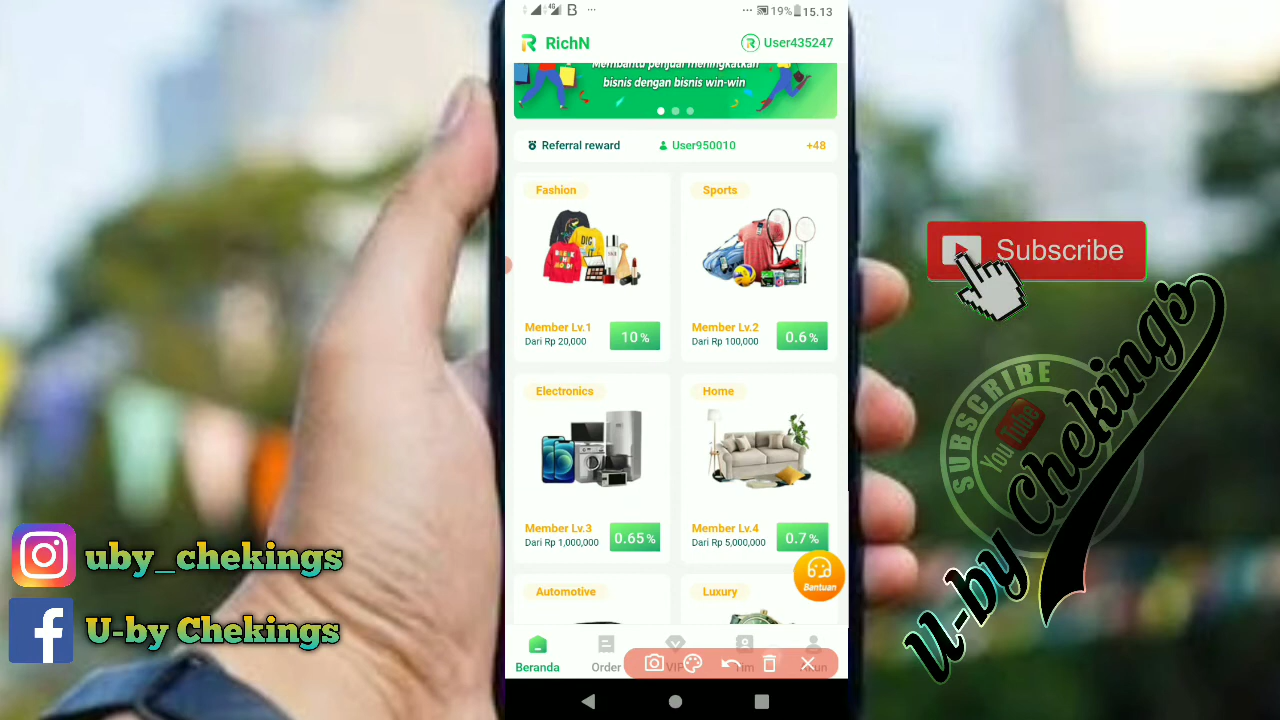 4G
B
19%
15.13
RichN
User435247
Membantu penjual meningkatkan
bisnis dengan bisnis win-win
Referral reward
User950010
+48
Fashion
Sports
Member Lv.1
Dari Rp 20,000
10%
Member Lv.2
Dari Rp 100,000
0.6%
Electronics
Home
Member Lv.3
Dari Rp 1,000,000
0.65%
Member Lv.4
Dari Rp 5,000,000
0.7%
Bantuan
Automotive
Luxury
Beranda
Order
VIP
Tim
Akun
uby_chekings
U-by Chekings
Subscribe
SUBSCRIBE
YouTube
U-by Chekings